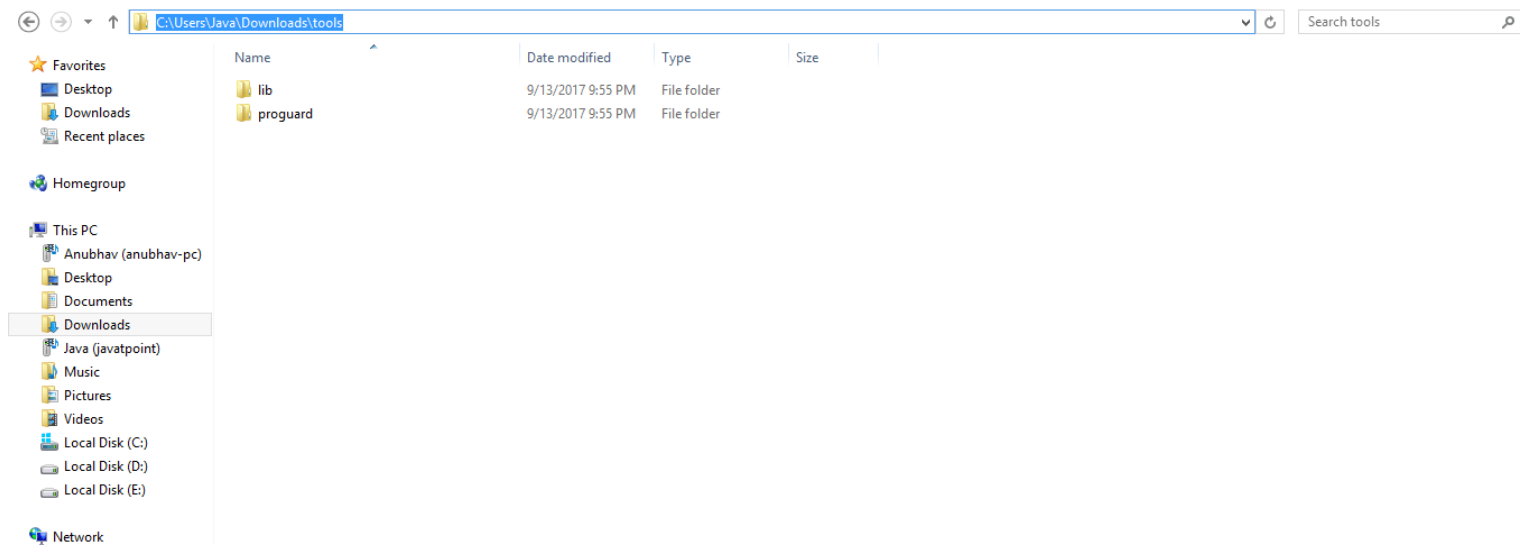 C:\Users\Java\Downloads\tools
Search tools
Favorites
Desktop
Downloads
Recent places
Homegroup
This PC
Anubhav (anubhav-pc)
Desktop
Documents
Downloads
Java (javatpoint)
Music
Pictures
Videos
Local Disk (C:)
Local Disk (D:)
Local Disk (E:)
Network
Name Date modified Type Size
lib 9/13/2017 9:55 PM File folder
proguard 9/13/2017 9:55 PM File folder